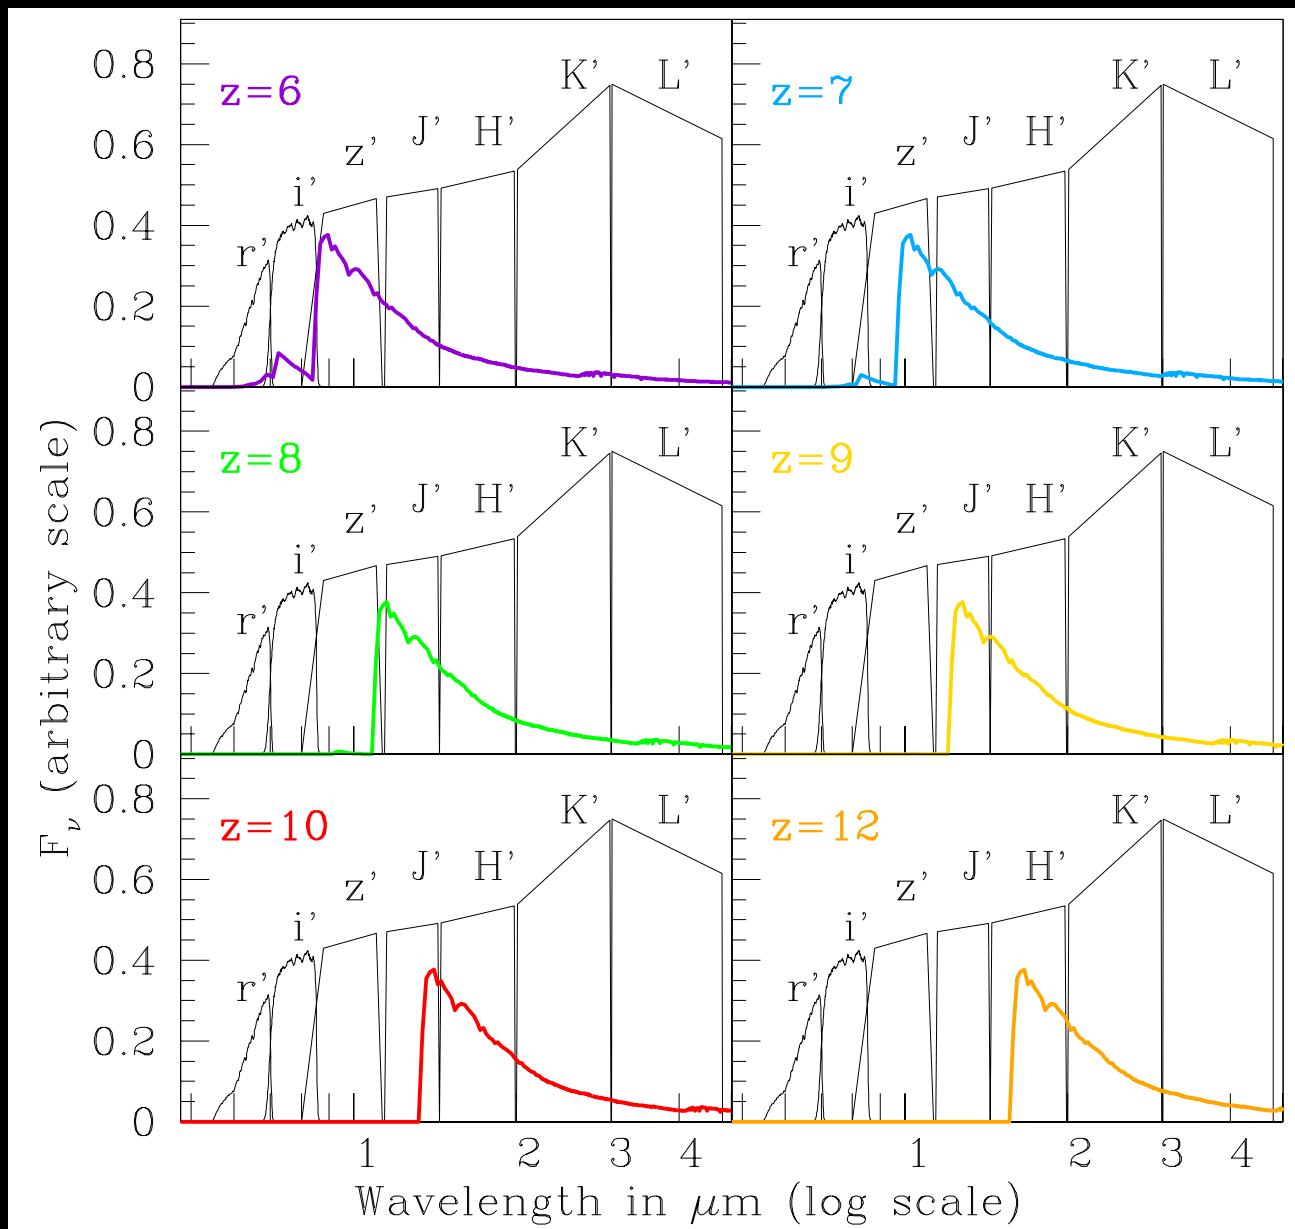 K' L' K' L'
0.8
z=6 z=7
J' H' J' H'
0.6
z' z'
i' i'
0.4
r' r'
0.2
0
K' L' K' L'
0.8
z=8 z=9
J' H' J' H'
0.6
z' z'
i' i'
0.4
r' r'
0.2
0
K' L' K' L'
0.8
z=10 z=12
J' H' J' H'
0.6
z' z'
i' i'
0.4
r' r'
0.2
0
1 2 3 4 1 2 3 4
Wavelength in μm (log scale)
F_ν (arbitrary scale)